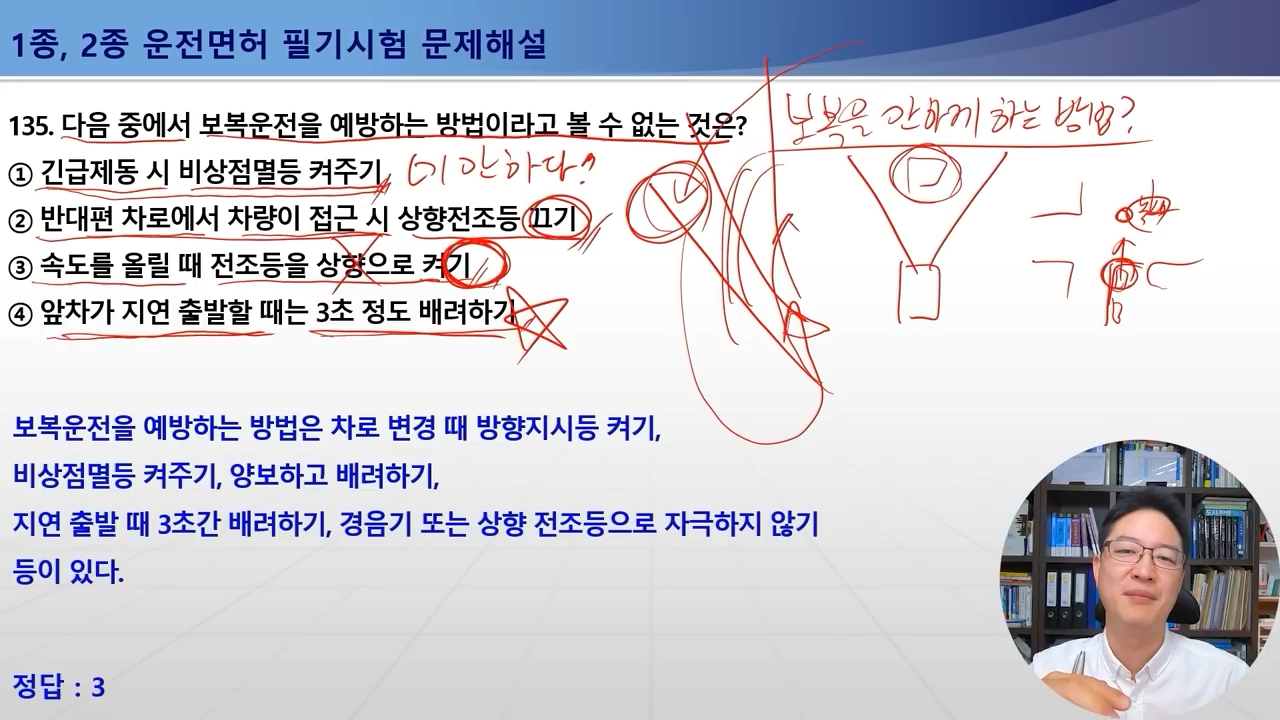 1종, 2종 운전면허 필기시험 문제해설
135. 다음 중에서 보복운전을 예방하는 방법이라고 볼 수 없는 것은?
보복을 안하게 하는 방법?
① 긴급제동 시 비상점멸등 켜주기
② 반대편 차로에서 차량이 접근 시 상향전조등 끄기
③ 속도를 올릴 때 전조등을 상향으로 켜기
④ 앞차가 지연 출발할 때는 3초 정도 배려하기
보복운전을 예방하는 방법은 차로 변경 때 방향지시등 켜기,
비상점멸등 켜주기, 양보하고 배려하기,
지연 출발 때 3초간 배려하기, 경음기 또는 상향 전조등으로 자극하지 않기
등이 있다.
정답 : 3